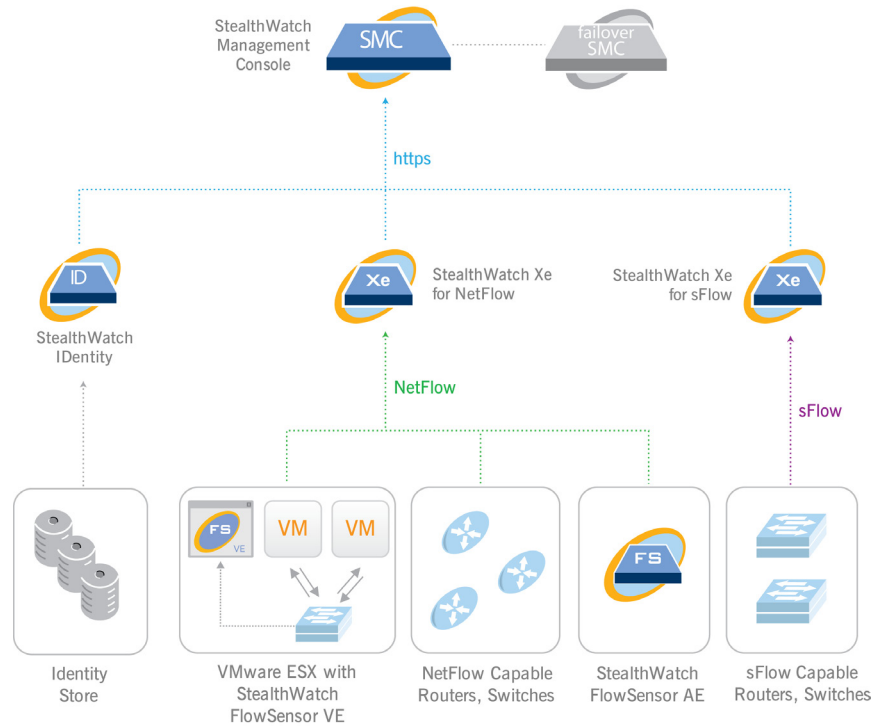 StealthWatch
Management
Console
SMC
failover
SMC
https
ID
StealthWatch
IDentity
Xe
StealthWatch Xe
for NetFlow
StealthWatch Xe
for sFlow
Xe
NetFlow
sFlow
FS
VE
VM
VM
FS
Identity
Store
VMware ESX with
StealthWatch
FlowSensor VE
NetFlow Capable
Routers, Switches
StealthWatch
FlowSensor AE
sFlow Capable
Routers, Switches